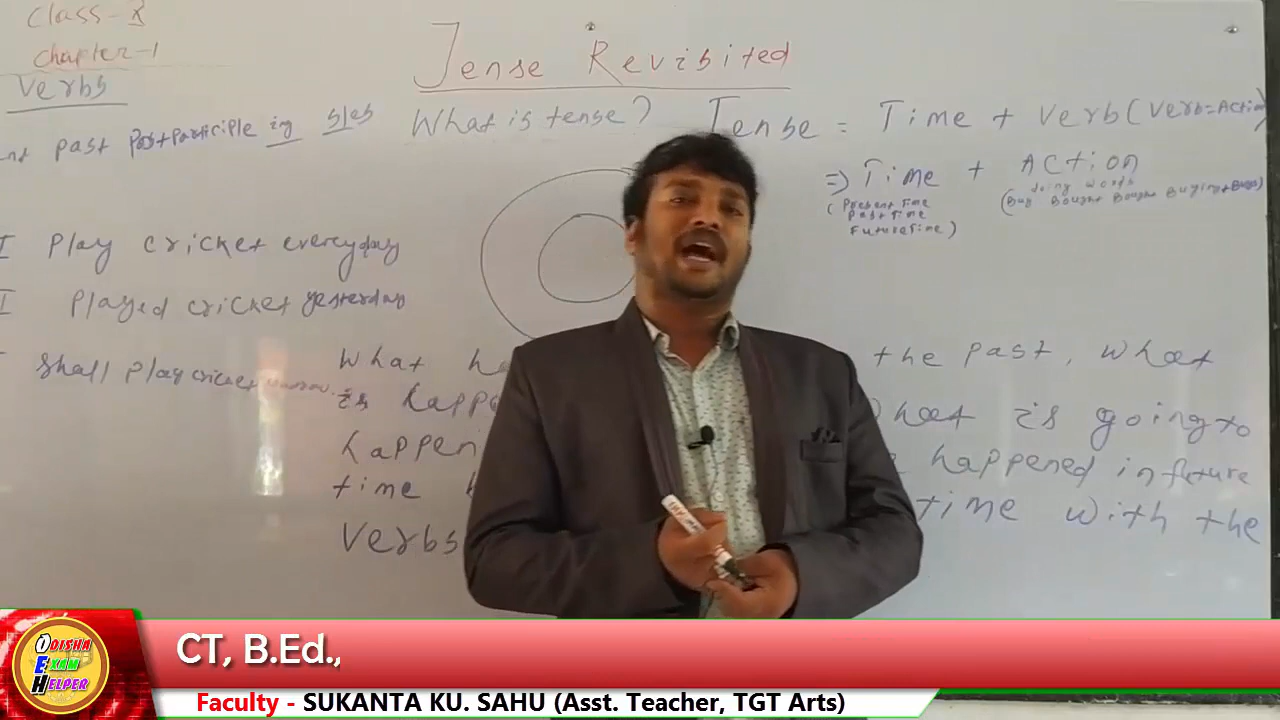 Class-X
Chapter-1
Verbs
Tense Revisited
past Pastparticiple ing s/es
What is tense?
Tense = Time + Verb (Verb=Action
=> Time + Action
(Present Time
Past Time
Future Time)
doing words
(Buy Bought Bought Buying + Buys)
I Play cricket everyday
I Played cricket yesterday
Shall play cricket
What the past, what
is happe what is going to
happen happened in future
time time with the
Verbs
ODISHA
EXAM
HELPER
CT, B.Ed.,
Faculty - SUKANTA KU. SAHU (Asst. Teacher, TGT Arts)